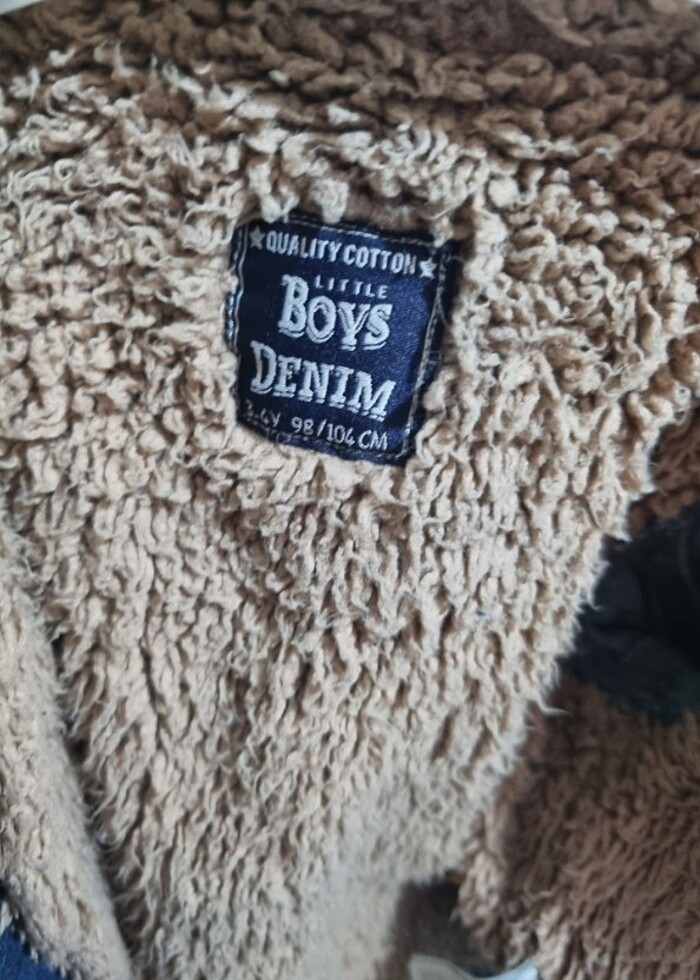 ★QUALITY COTTON★
LITTLE
BOYS
DENIM
3-4Y 98/104 CM